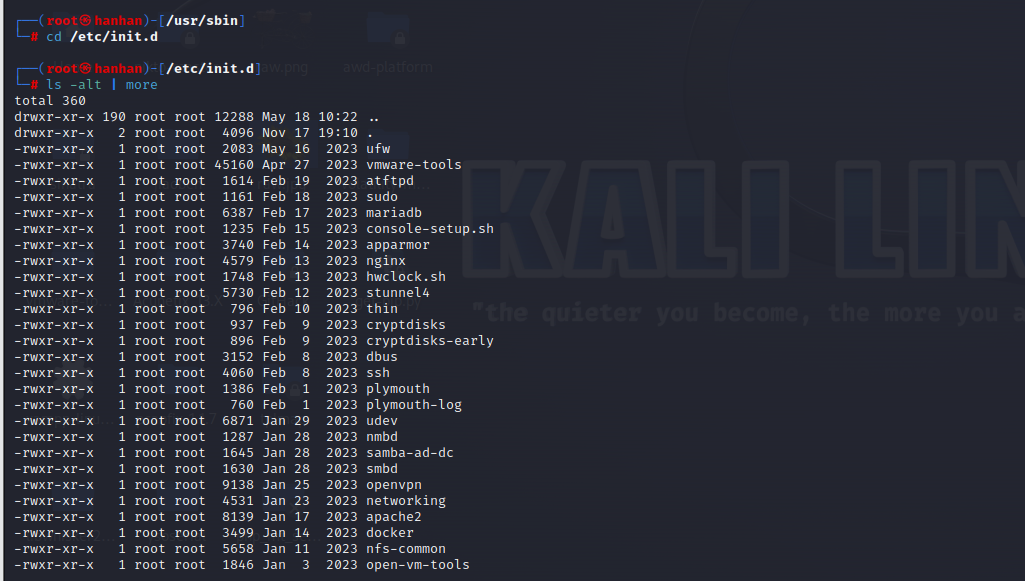 ┌──(root㉿hanhan)-[/usr/sbin]
└─# cd /etc/init.d
┌──(root㉿hanhan)-[/etc/init.d]
└─# ls -alt | more
total 360
drwxr-xr-x 190 root root 12288 May 18 10:22 ..
drwxr-xr-x   2 root root  4096 Nov 17 19:10 .
-rwxr-xr-x   1 root root  2083 May 16  2023 ufw
-rwxr-xr-x   1 root root 45160 Apr 27  2023 vmware-tools
-rwxr-xr-x   1 root root  1614 Feb 19  2023 atftpd
-rwxr-xr-x   1 root root  1161 Feb 18  2023 sudo
-rwxr-xr-x   1 root root  6387 Feb 17  2023 mariadb
-rwxr-xr-x   1 root root  1235 Feb 15  2023 console-setup.sh
-rwxr-xr-x   1 root root  3740 Feb 14  2023 apparmor
-rwxr-xr-x   1 root root  4579 Feb 13  2023 nginx
-rwxr-xr-x   1 root root  1748 Feb 13  2023 hwclock.sh
-rwxr-xr-x   1 root root  5730 Feb 12  2023 stunnel4
-rwxr-xr-x   1 root root   796 Feb 10  2023 thin
-rwxr-xr-x   1 root root   937 Feb  9  2023 cryptdisks
-rwxr-xr-x   1 root root   896 Feb  9  2023 cryptdisks-early
-rwxr-xr-x   1 root root  3152 Feb  8  2023 dbus
-rwxr-xr-x   1 root root  4060 Feb  8  2023 ssh
-rwxr-xr-x   1 root root  1386 Feb  1  2023 plymouth
-rwxr-xr-x   1 root root   760 Feb  1  2023 plymouth-log
-rwxr-xr-x   1 root root  6871 Jan 29  2023 udev
-rwxr-xr-x   1 root root  1287 Jan 28  2023 nmbd
-rwxr-xr-x   1 root root  1645 Jan 28  2023 samba-ad-dc
-rwxr-xr-x   1 root root  1630 Jan 28  2023 smbd
-rwxr-xr-x   1 root root  9138 Jan 25  2023 openvpn
-rwxr-xr-x   1 root root  4531 Jan 23  2023 networking
-rwxr-xr-x   1 root root  8139 Jan 17  2023 apache2
-rwxr-xr-x   1 root root  3499 Jan 14  2023 docker
-rwxr-xr-x   1 root root  5658 Jan 11  2023 nfs-common
-rwxr-xr-x   1 root root  1846 Jan  3  2023 open-vm-tools
awd-platform
KALI LIN
"the quieter you become, the more you a